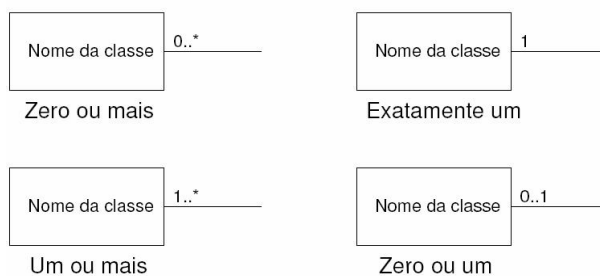 Nome da classe 0..*
Zero ou mais
Nome da classe 1
Exatamente um
Nome da classe 1..*
Um ou mais
Nome da classe 0..1
Zero ou um